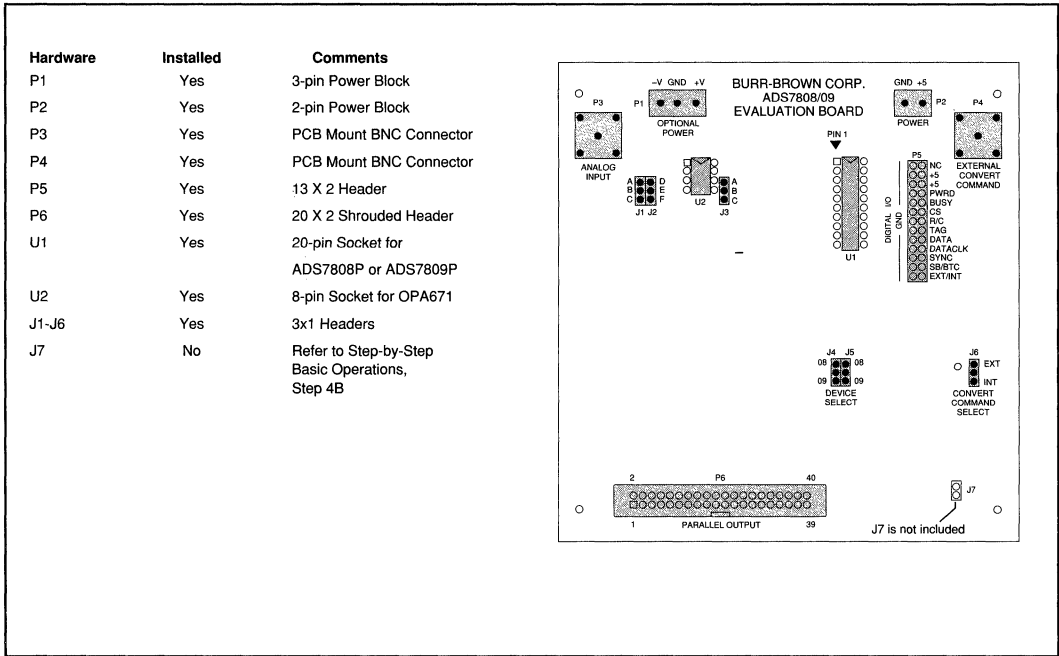 Hardware Installed Comments
P1 Yes 3-pin Power Block
P2 Yes 2-pin Power Block
P3 Yes PCB Mount BNC Connector
P4 Yes PCB Mount BNC Connector
P5 Yes 13 X 2 Header
P6 Yes 20 X 2 Shrouded Header
U1 Yes 20-pin Socket for
ADS7808P or ADS7809P
U2 Yes 8-pin Socket for OPA671
J1-J6 Yes 3x1 Headers
J7 No Refer to Step-by-Step
Basic Operations,
Step 4B
–V GND +V
P1
OPTIONAL
POWER
BURR-BROWN CORP.
ADS7808/09
EVALUATION BOARD
GND +5
P2
POWER
P3
ANALOG
INPUT
P4
EXTERNAL
CONVERT
COMMAND
PIN 1
U1
A D
B E
C F
J1 J2
U2
A
B
C
J3
P5
NC
+5
+5
PWRD
BUSY
CS
R/C
TAG
DATA
DATACLK
SYNC
SB/BTC
EXT/INT
DIGITAL I/O
GND
J4 J5
08 08
09 09
DEVICE
SELECT
J6
EXT
INT
CONVERT
COMMAND
SELECT
2 P6 40
1 PARALLEL OUTPUT 39
J7
J7 is not included